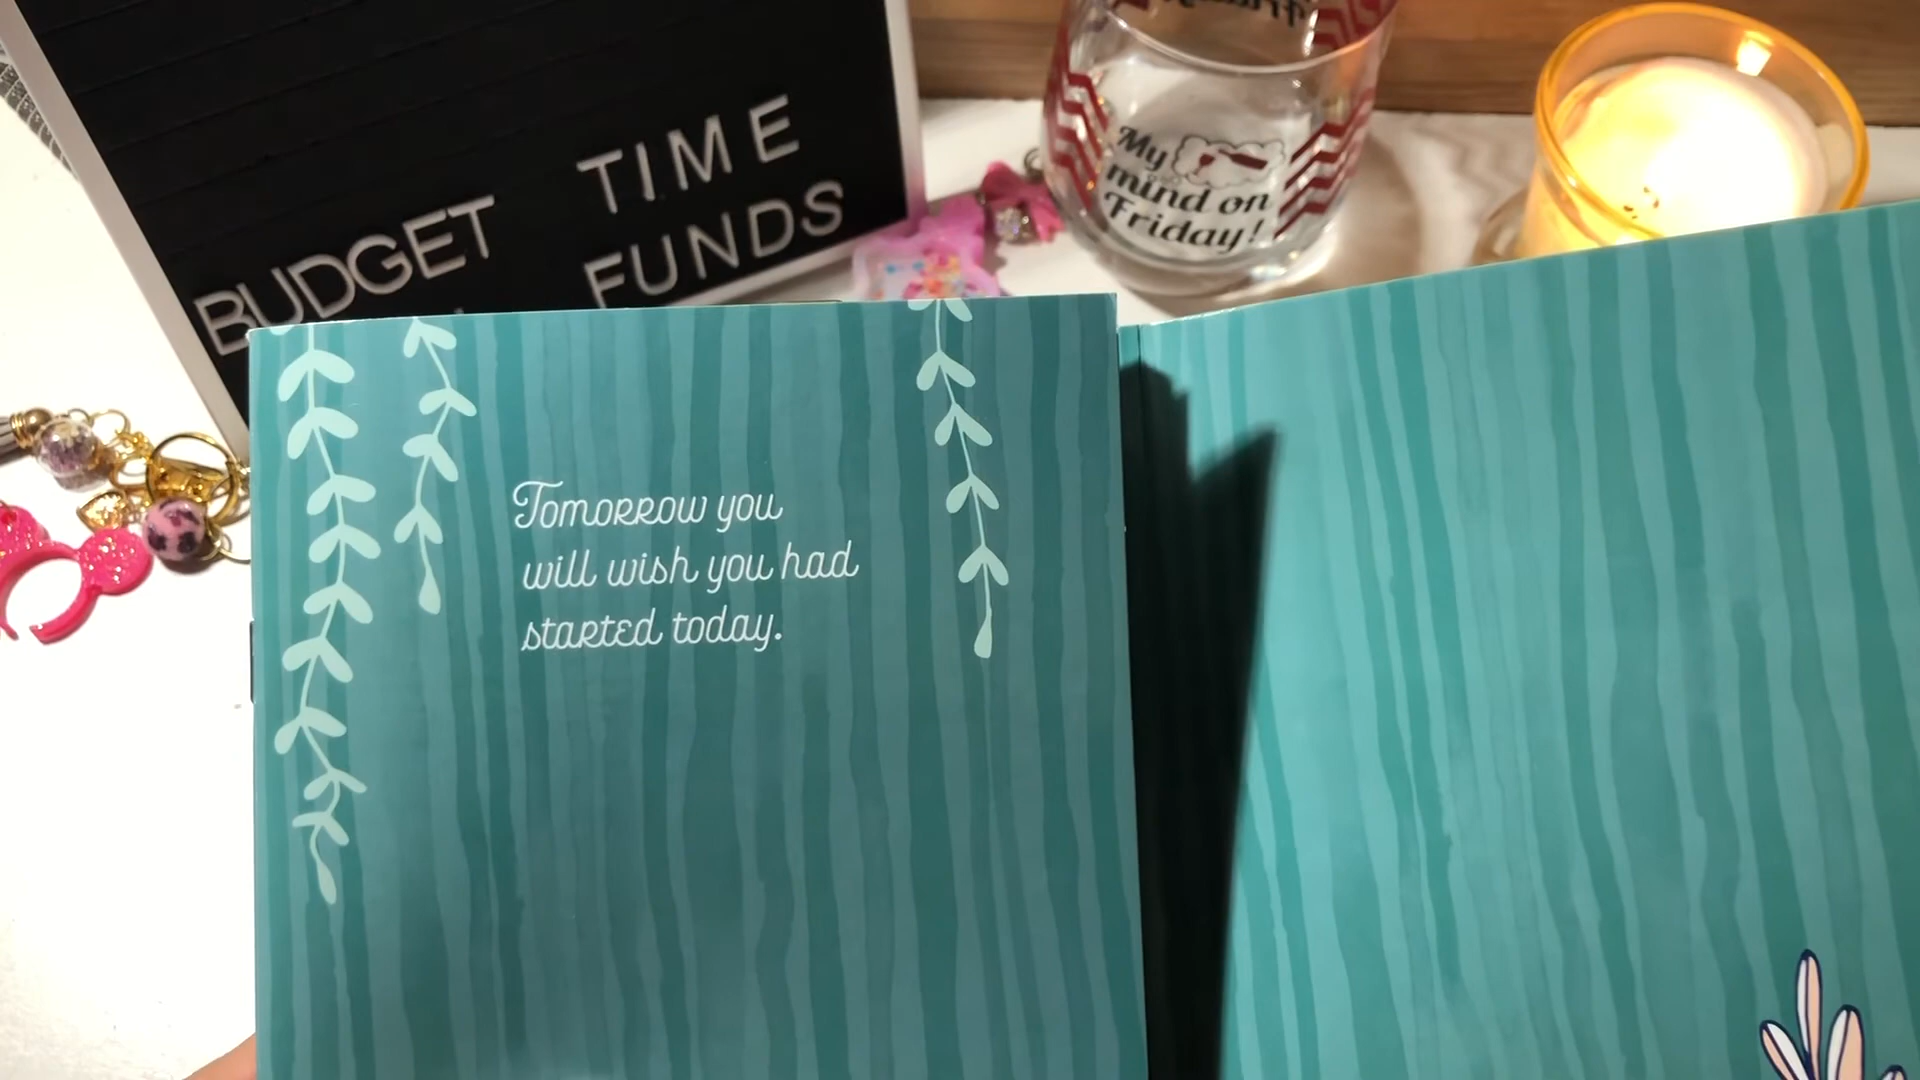 TIME
BUDGET FUNDS
My
mind on
Friday!
Tomorrow you
will wish you had
started today.